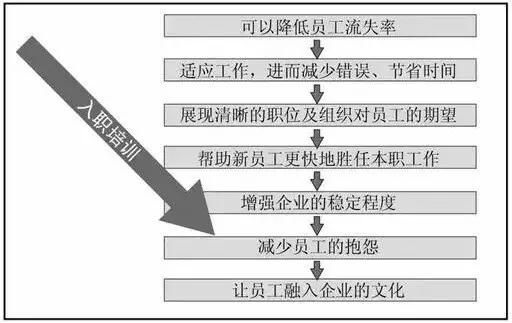 可以降低员工流失率
适应工作，进而减少错误、节省时间
展现清晰的职位及组织对员工的期望
帮助新员工更快地胜任本职工作
增强企业的稳定程度
减少员工的抱怨
让员工融入企业的文化
入职培训